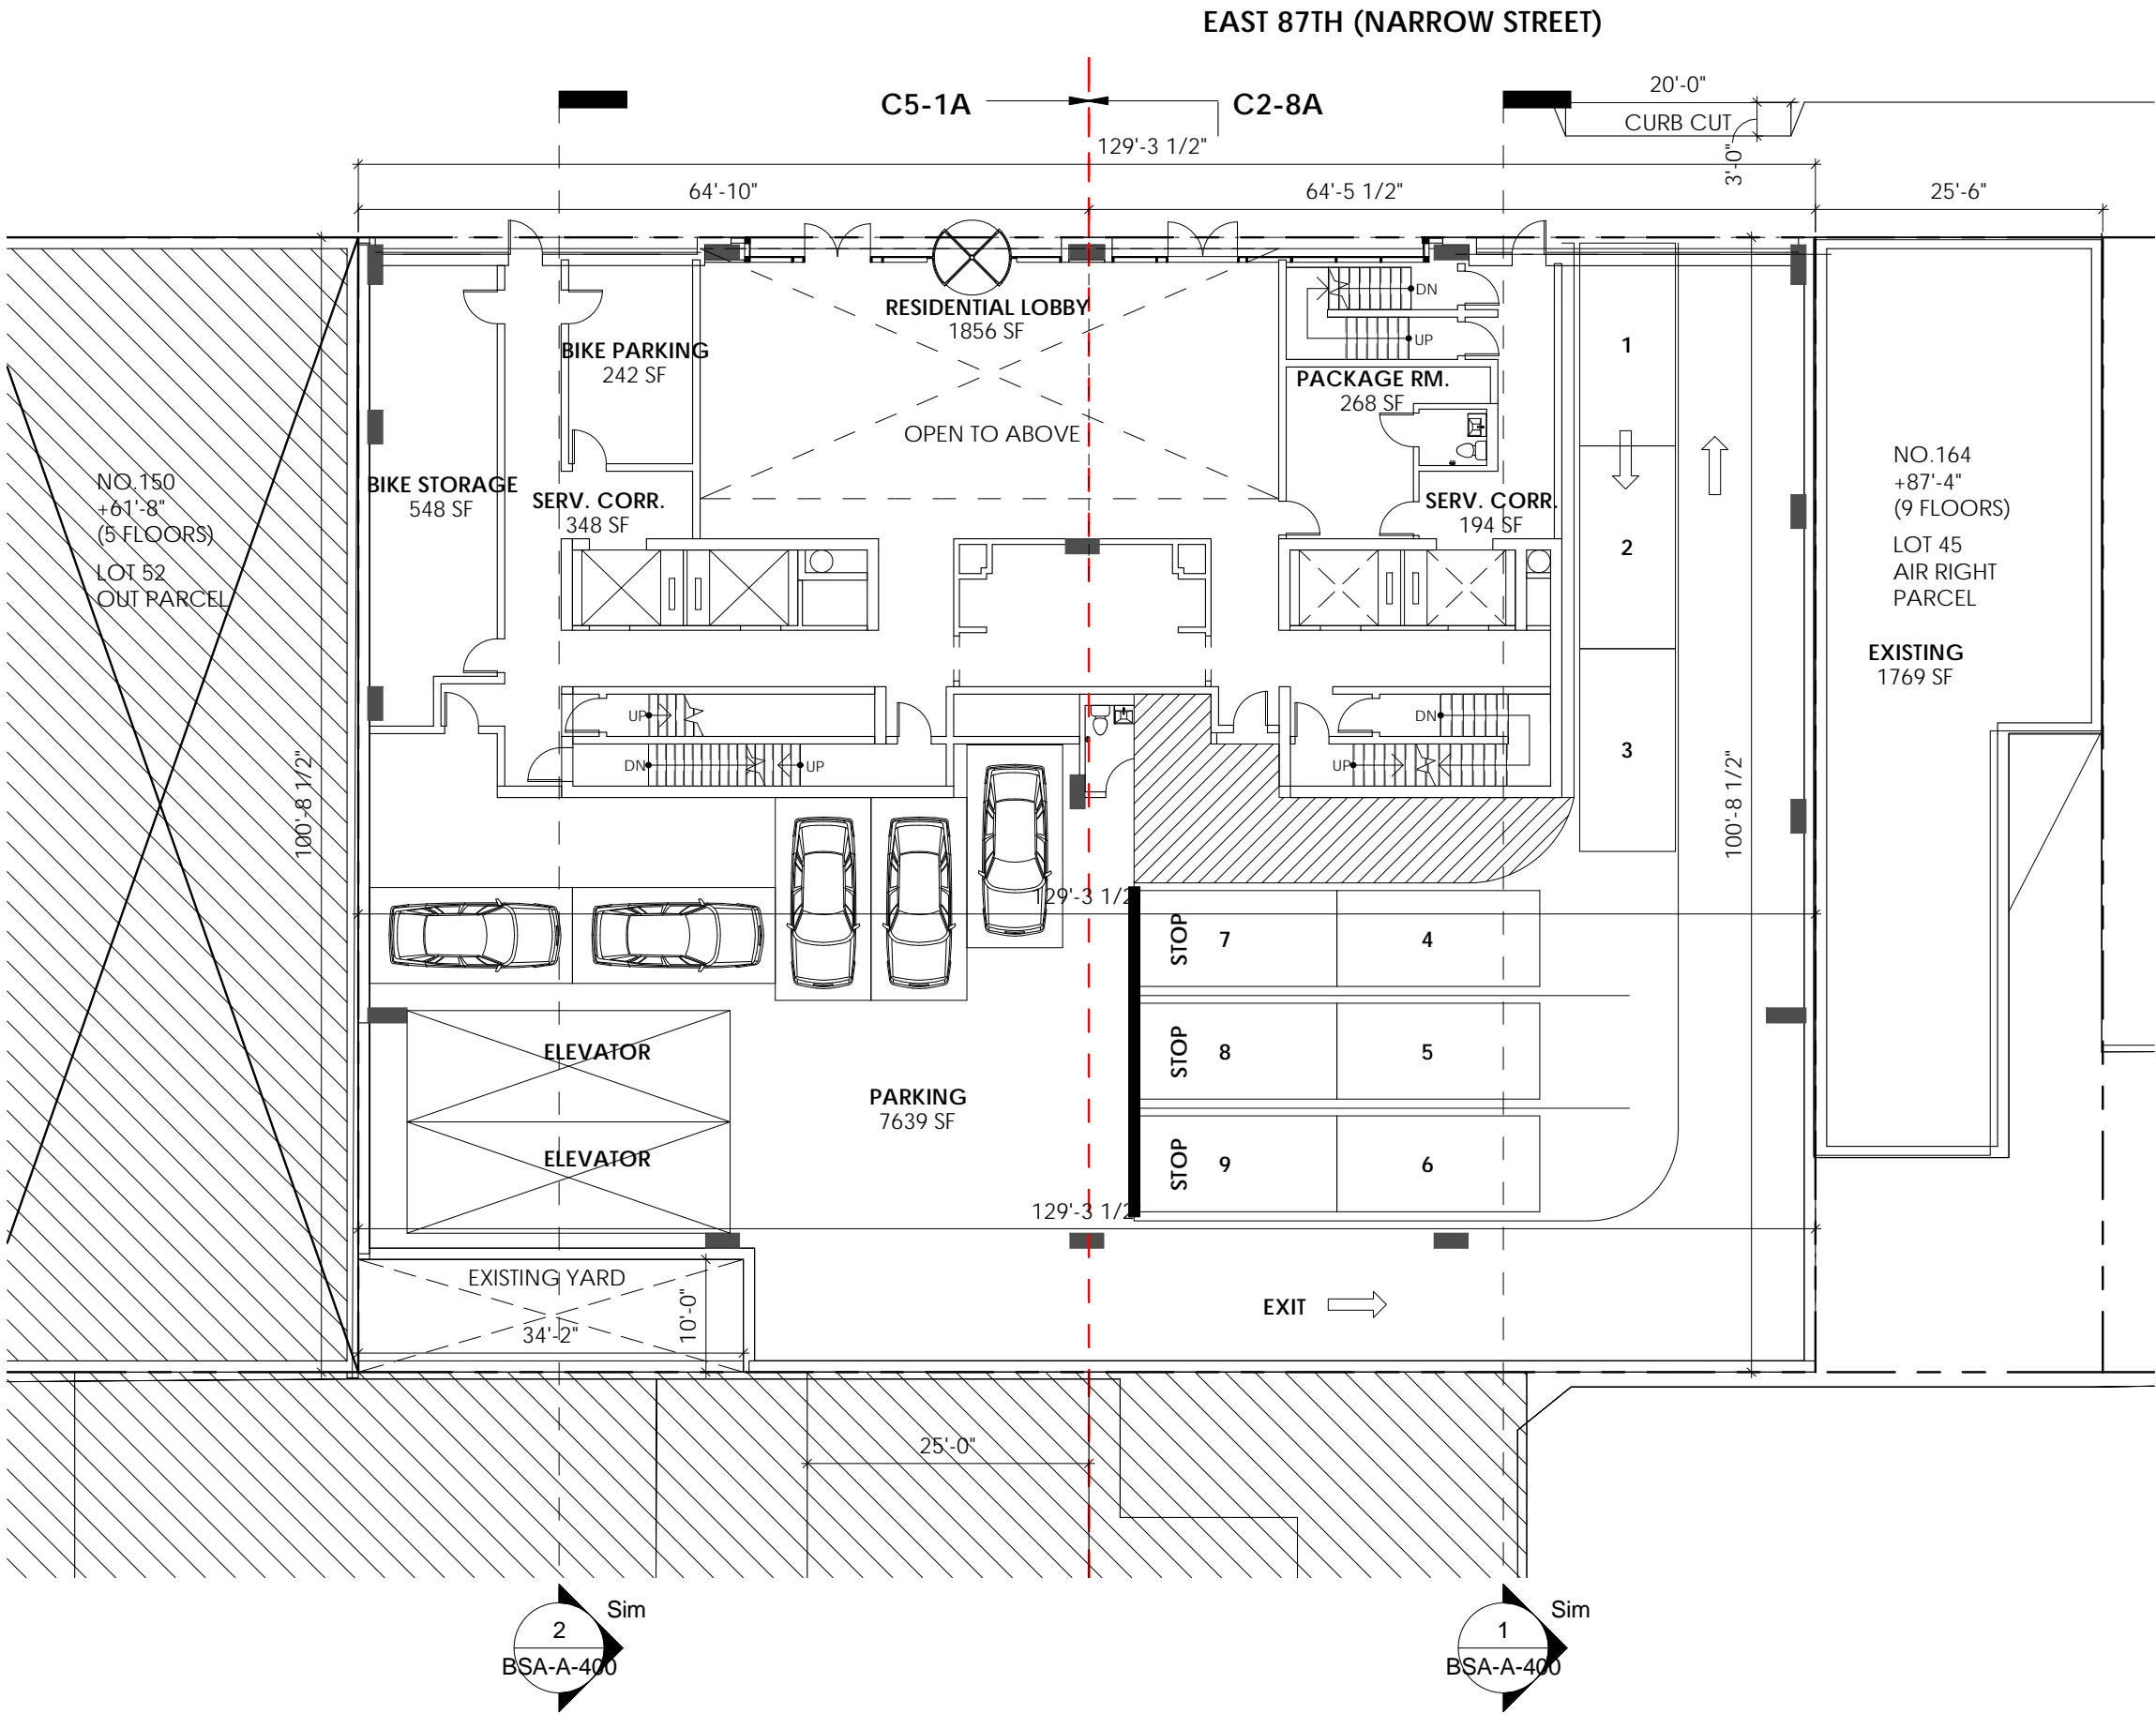 EAST 87TH (NARROW STREET)
C5-1A
C2-8A
20'-0"
CURB CUT
3'-0"
129'-3 1/2"
64'-10"
64'-5 1/2"
25'-6"
RESIDENTIAL LOBBY
1856 SF
OPEN TO ABOVE
BIKE PARKING
242 SF
DN
UP
PACKAGE RM.
268 SF
1
BIKE STORAGE
548 SF
SERV. CORR.
348 SF
SERV. CORR.
194 SF
2
NO.150
+61'-8"
(5 FLOORS)
LOT 52
OUT PARCEL
NO.164
+87'-4"
(9 FLOORS)
LOT 45
AIR RIGHT
PARCEL
EXISTING
1769 SF
UP
DN
UP
DN
UP
3
100'-8 1/2"
100'-8 1/2"
129'-3 1/2
STOP
7
4
STOP
8
5
STOP
9
6
ELEVATOR
ELEVATOR
PARKING
7639 SF
129'-3 1/2
EXISTING YARD
34'-2"
10'-0"
EXIT
25'-0"
2
BSA-A-400
Sim
1
BSA-A-400
Sim